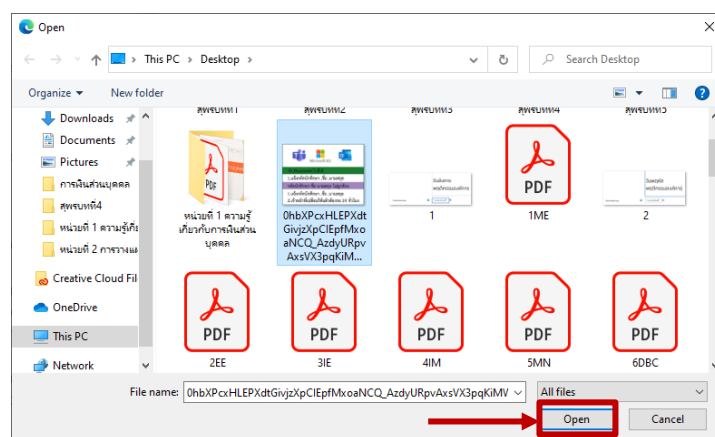 Open
This PC > Desktop >
Search Desktop
Organize
New folder
Downloads
Documents
Pictures
การเงินส่วนบุคคล
สุพรบทที่4
หน่วยที่ 1 ความรู้เกี่ย
หน่วยที่ 2 การวางแผ
Creative Cloud Fil
OneDrive
This PC
Network
PDF
หน่วยที่ 1 ความรู้
เกี่ยวกับการเงินส่วน
บุคคล
0hbXPcxHLEPXdt
GivjzXpClEpfMxo
aNCQ_AzdyURpv
AxsVX3pqKiM...
1
PDF
1ME
2
PDF
2EE
PDF
3IE
PDF
4IM
PDF
5MN
PDF
6DBC
File name:
0hbXPcxHLEPXdtGivjzXpClEpfMxoaNCQ_AzdyURpvAxsVX3pqKiMV
All files
Open
Cancel